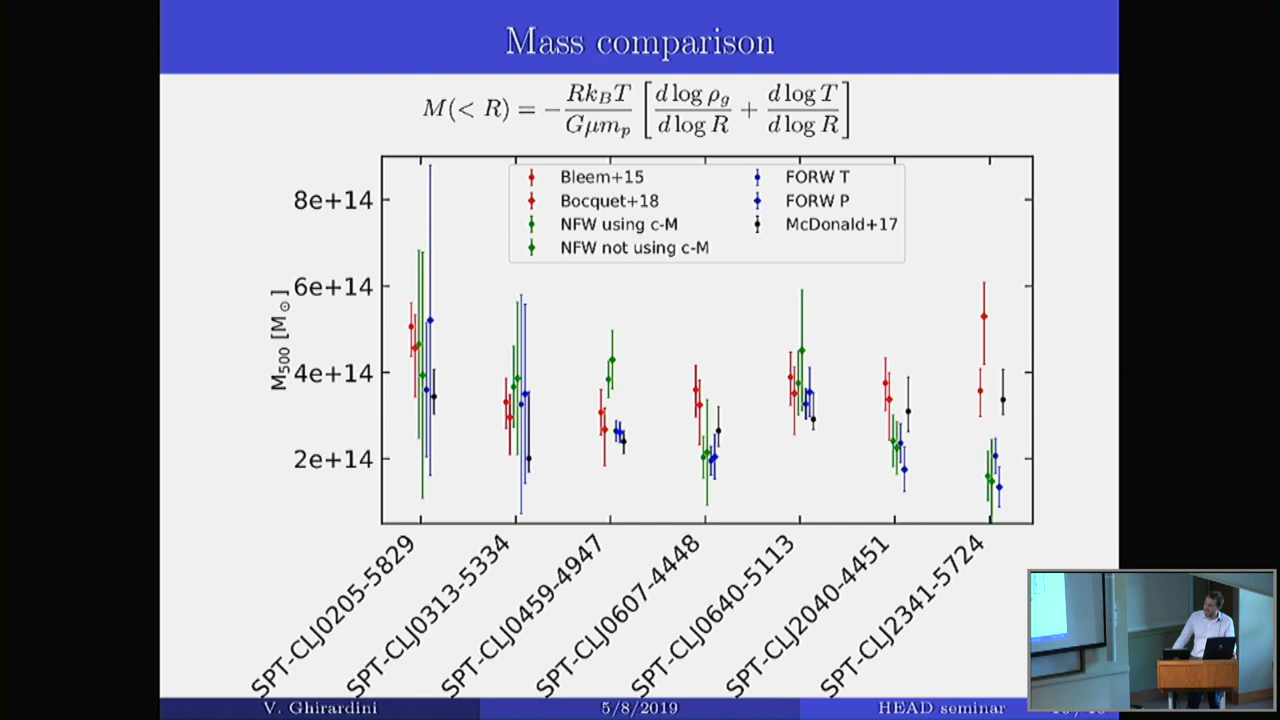 Mass comparison
M(< R) = − Rk_BT / Gμm_p [ d log ρ_g / d log R + d log T / d log R ]
Bleem+15
Bocquet+18
NFW using c-M
NFW not using c-M
FORW T
FORW P
McDonald+17
M500 [M⊙]
8e+14
6e+14
4e+14
2e+14
SPT-CLJ0205-5829
SPT-CLJ0313-5334
SPT-CLJ0459-4947
SPT-CLJ0607-4448
SPT-CLJ0640-5113
SPT-CLJ2040-4451
SPT-CLJ2341-5724
V. Ghirardini
5/8/2019
HEAD seminar